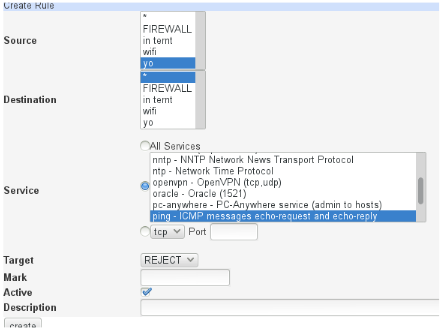 Create Rule
Source
*
FIREWALL
in ternt
wifi
yo
Destination
*
FIREWALL
in ternt
wifi
yo
All Services
Service
nntp - NNTP Network News Transport Protocol
ntp - Network Time Protocol
openvpn - OpenVPN (tcp,udp)
oracle - Oracle (1521)
pc-anywhere - PC-Anywhere service (admin to hosts)
ping - ICMP messages echo-request and echo-reply
tcp Port
Target REJECT
Mark
Active
Description
create